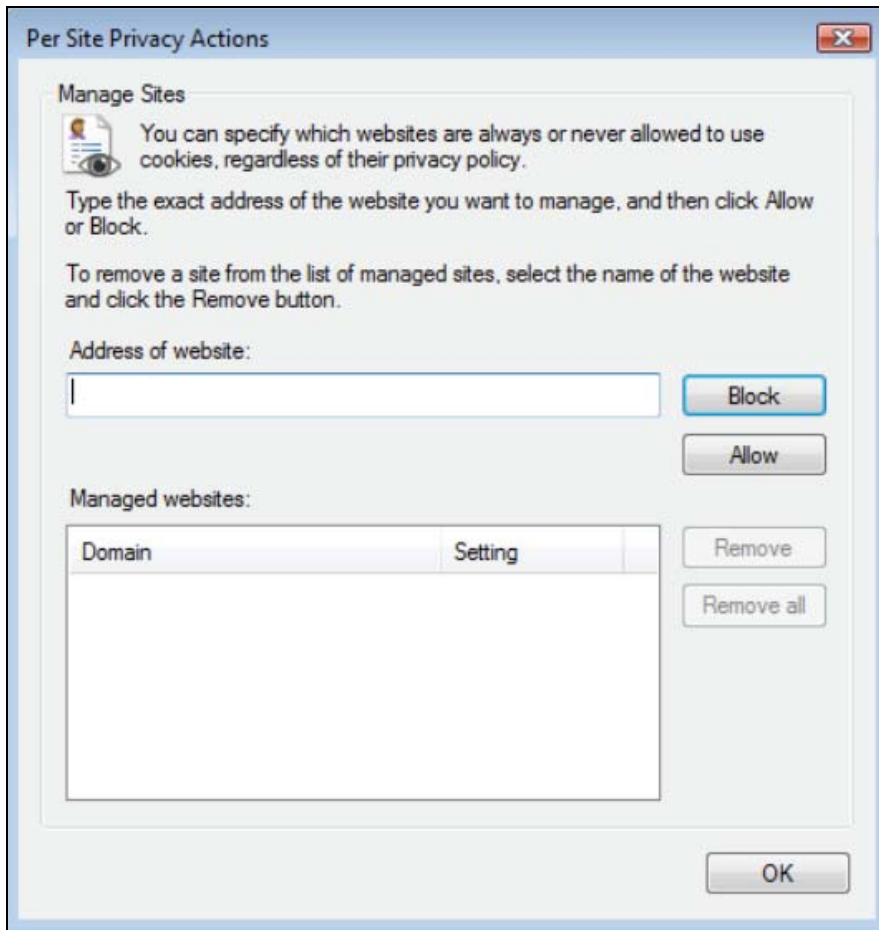 Per Site Privacy Actions
Manage Sites
You can specify which websites are always or never allowed to use
cookies, regardless of their privacy policy.
Type the exact address of the website you want to manage, and then click Allow
or Block.
To remove a site from the list of managed sites, select the name of the website
and click the Remove button.
Address of website:
Block
Allow
Managed websites:
Domain Setting
Remove
Remove all
OK